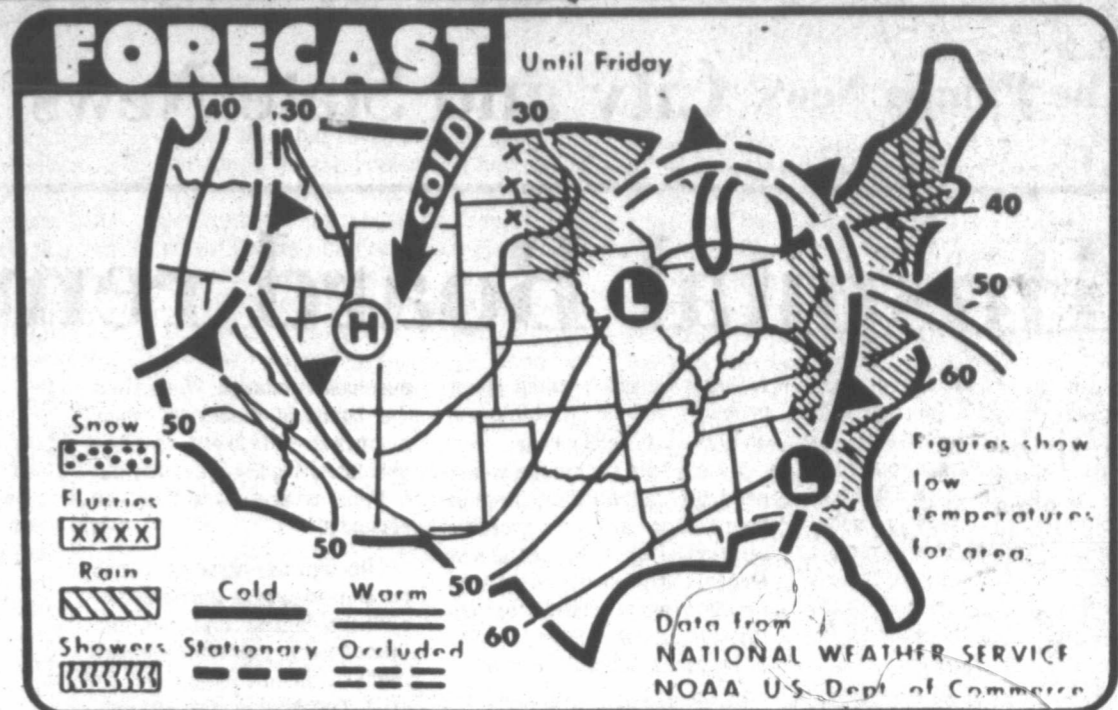 FORECAST
Until Friday
40
30
30
COLD
40
H
L
50
60
50
Snow
Flurries
XXXX
Rain
Showers
Cold
Stationary
Warm
Occluded
50
50
60
L
Figures show
low
temperatures
for area.
Data from
NATIONAL WEATHER SERVICE
NOAA U S Dept. of Commerce